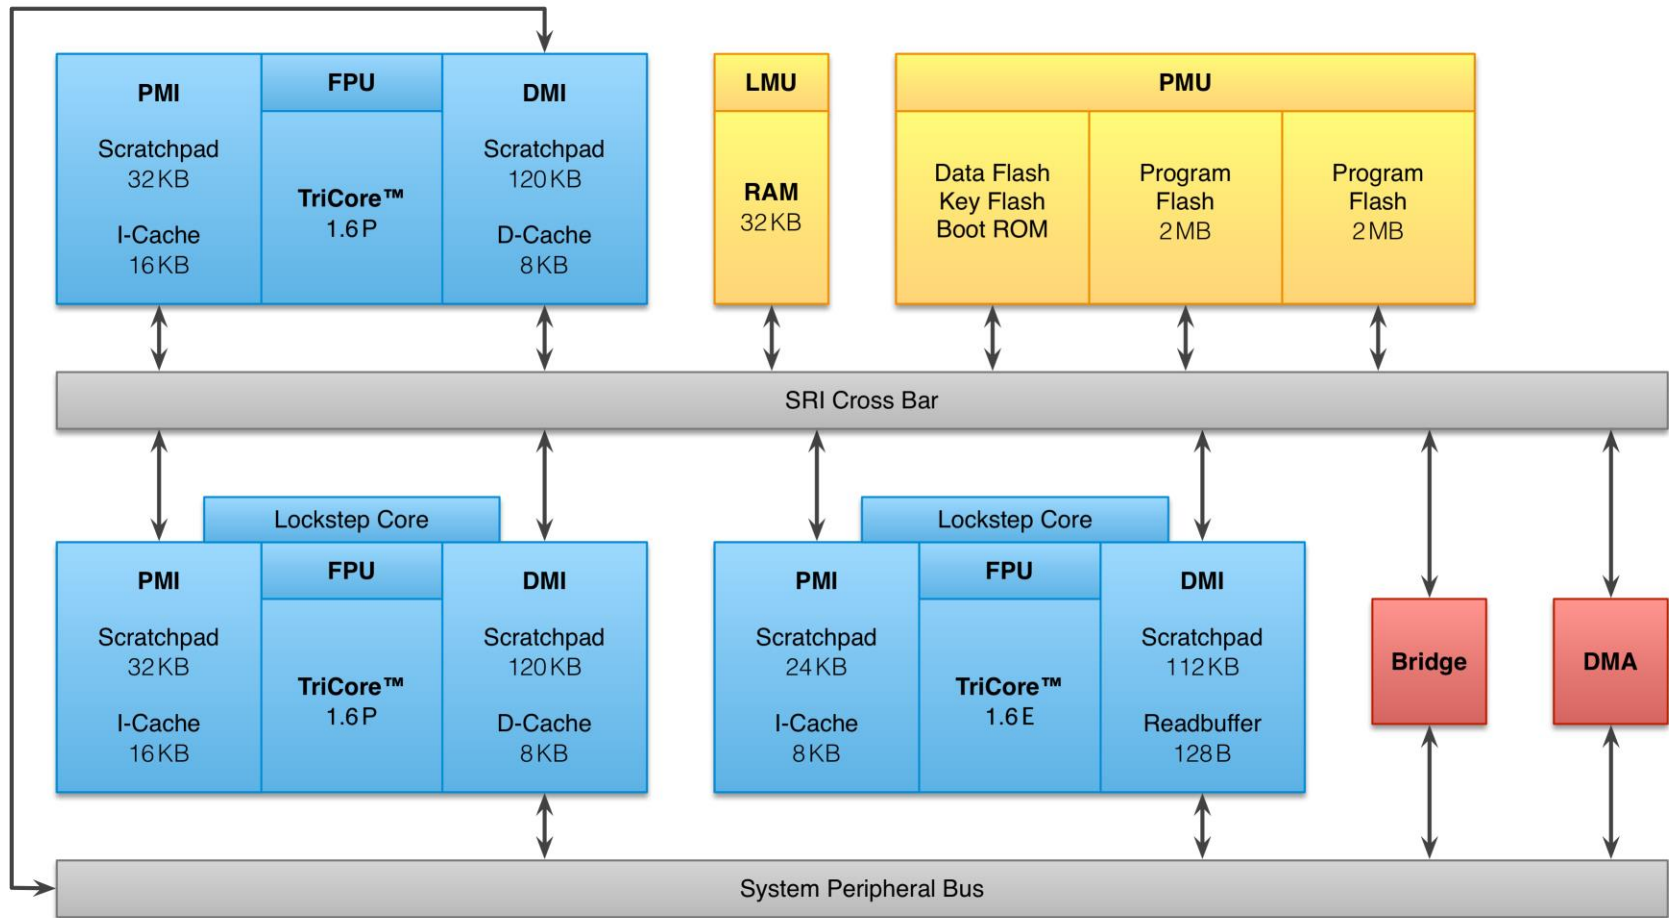 PMI
Scratchpad
32 KB
I-Cache
16 KB
FPU
TriCore™
1.6 P
DMI
Scratchpad
120 KB
D-Cache
8 KB
LMU
RAM
32 KB
PMU
Data Flash
Key Flash
Boot ROM
Program
Flash
2 MB
Program
Flash
2 MB
SRI Cross Bar
Lockstep Core
PMI
Scratchpad
32 KB
I-Cache
16 KB
FPU
TriCore™
1.6 P
DMI
Scratchpad
120 KB
D-Cache
8 KB
Lockstep Core
PMI
Scratchpad
24 KB
I-Cache
8 KB
FPU
TriCore™
1.6 E
DMI
Scratchpad
112 KB
Readbuffer
128 B
Bridge
DMA
System Peripheral Bus